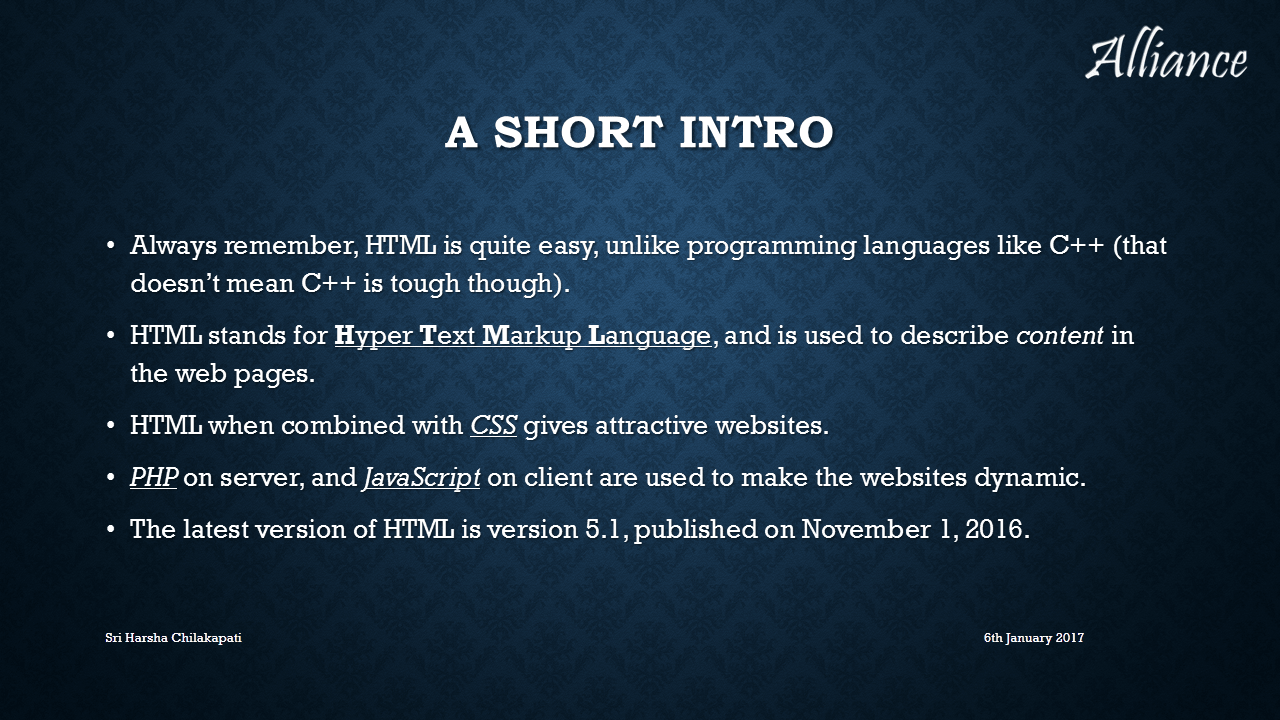 Alliance
A SHORT INTRO
• Always remember, HTML is quite easy, unlike programming languages like C++ (that
doesn’t mean C++ is tough though).
• HTML stands for Hyper Text Markup Language, and is used to describe content in
the web pages.
• HTML when combined with CSS gives attractive websites.
• PHP on server, and JavaScript on client are used to make the websites dynamic.
• The latest version of HTML is version 5.1, published on November 1, 2016.
Sri Harsha Chilakapati
6th January 2017